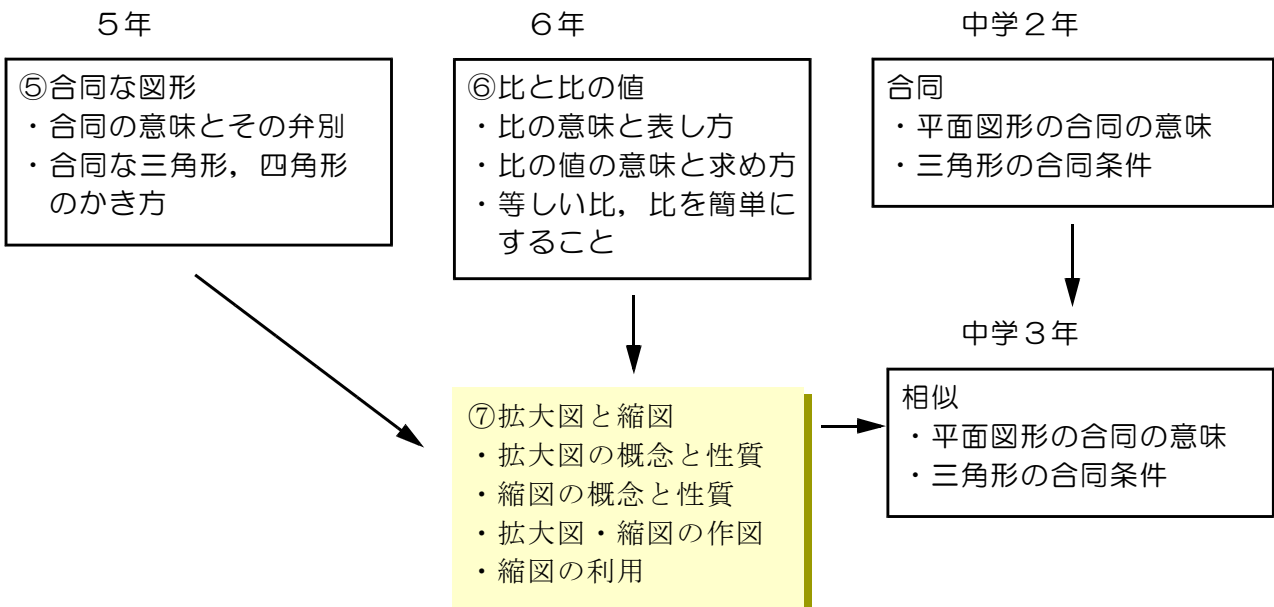 ５年
⑤合同な図形
・合同の意味とその弁別
・合同な三角形，四角形
のかき方
６年
⑥比と比の値
・比の意味と表し方
・比の値の意味と求め方
・等しい比，比を簡単に
すること
⑦拡大図と縮図
・拡大図の概念と性質
・縮図の概念と性質
・拡大図・縮図の作図
・縮図の利用
中学２年
合同
・平面図形の合同の意味
・三角形の合同条件
中学３年
相似
・平面図形の合同の意味
・三角形の合同条件